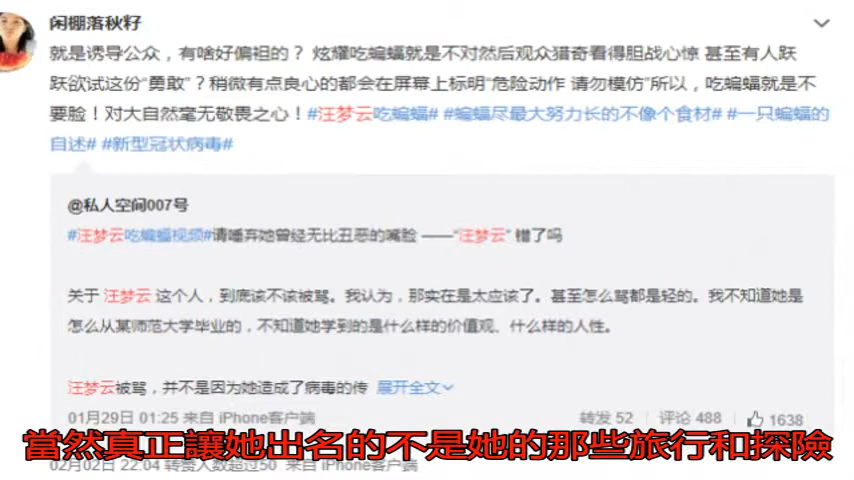 闲棚落秋籽
就是诱导公众，有啥好偏袒的？ 炫耀吃蝙蝠就是不对然后观众猎奇看得胆战心惊 甚至有人跃
跃欲试这份“勇敢”？稍微有点良心的都会在屏幕上标明“危险动作 请勿模仿”所以，吃蝙蝠就是不
要脸！对大自然毫无敬畏之心！#汪梦云吃蝙蝠# #蝙蝠尽最大努力长的不像个食材# #一只蝙蝠的
自述# #新型冠状病毒#
@私人空间007号
#汪梦云吃蝙蝠视频#请唾弃她曾经无比丑恶的嘴脸 ——“汪梦云” 错了吗
关于 汪梦云 这个人，到底该不该被骂。我认为，那实在是太应该了。甚至怎么骂都是轻的。我不知道她是
怎么从某师范大学毕业的，不知道她学到的是什么样的价值观、什么样的人性。
汪梦云被骂，并不是因为她造成了病毒的传 展开全文
01月29日 01:25 来自 iPhone客户端 转发 52 评论 488 1638
當然真正讓她出名的不是她的那些旅行和探險
02月02日 22:04 转赞人数超过50 来自 iPhone客户端